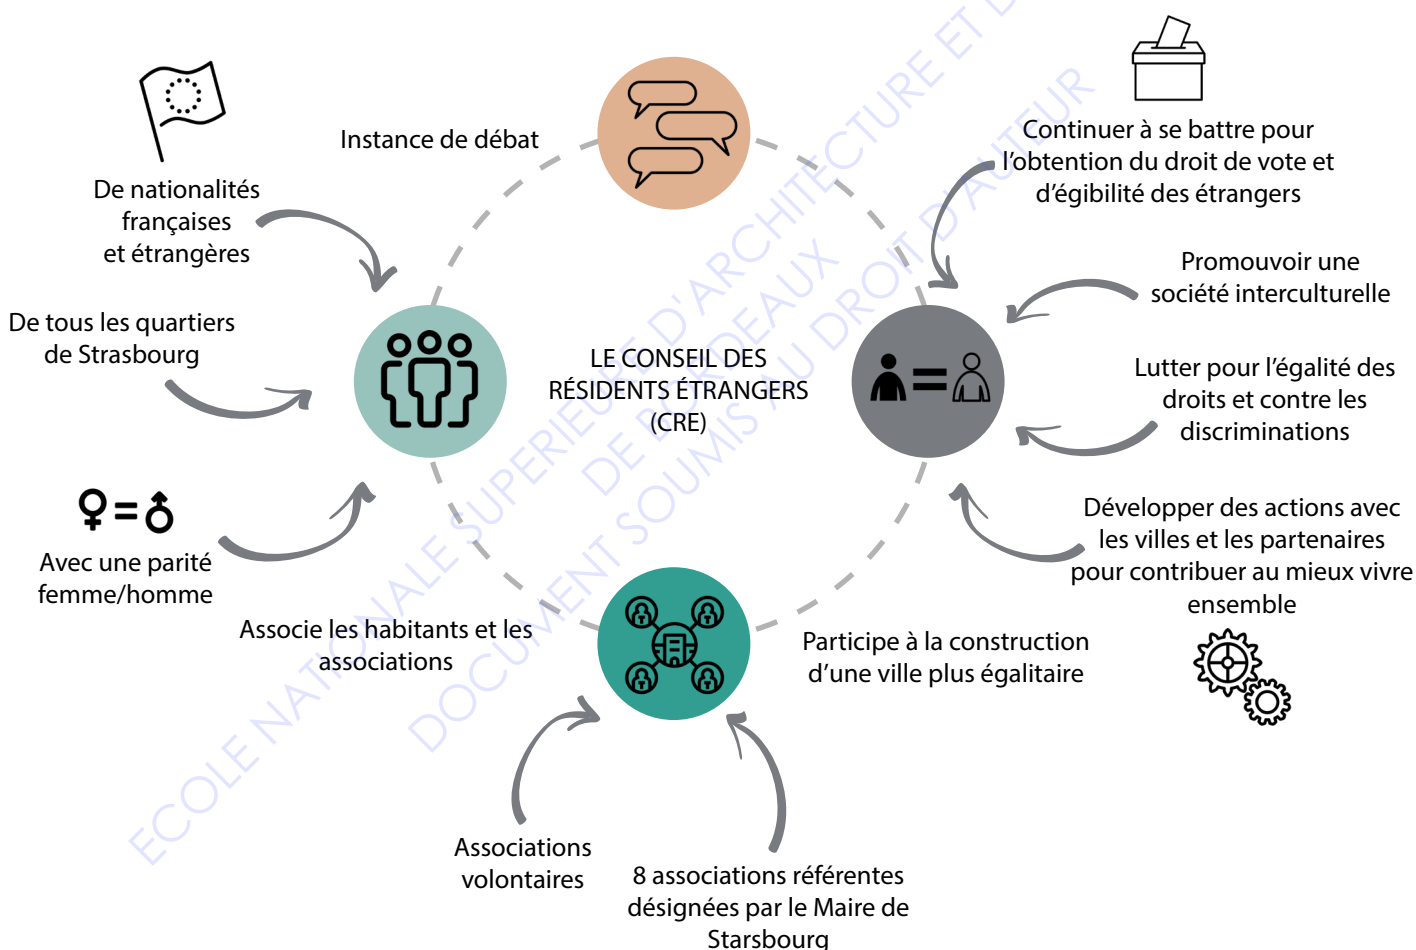 Instance de débat
De nationalités
françaises
et étrangères
De tous les quartiers
de Strasbourg
Avec une parité
femme/homme
Associe les habitants et les
associations
LE CONSEIL DES
RÉSIDENTS ÉTRANGERS
(CRE)
Continuer à se battre pour
l'obtention du droit de vote et
d'égibilité des étrangers
Promouvoir une
société interculturelle
Lutter pour l'égalité des
droits et contre les
discriminations
Développer des actions avec
les villes et les partenaires
pour contribuer au mieux vivre
ensemble
Participe à la construction
d'une ville plus égalitaire
Associations
volontaires
8 associations référentes
désignées par le Maire de
Starsbourg
ECOLE NATIONALE SUPERIEURE D'ARCHITECTURE ET
DE BORDEAUX
DOCUMENT SOUMIS AU DROIT D'AUTEUR